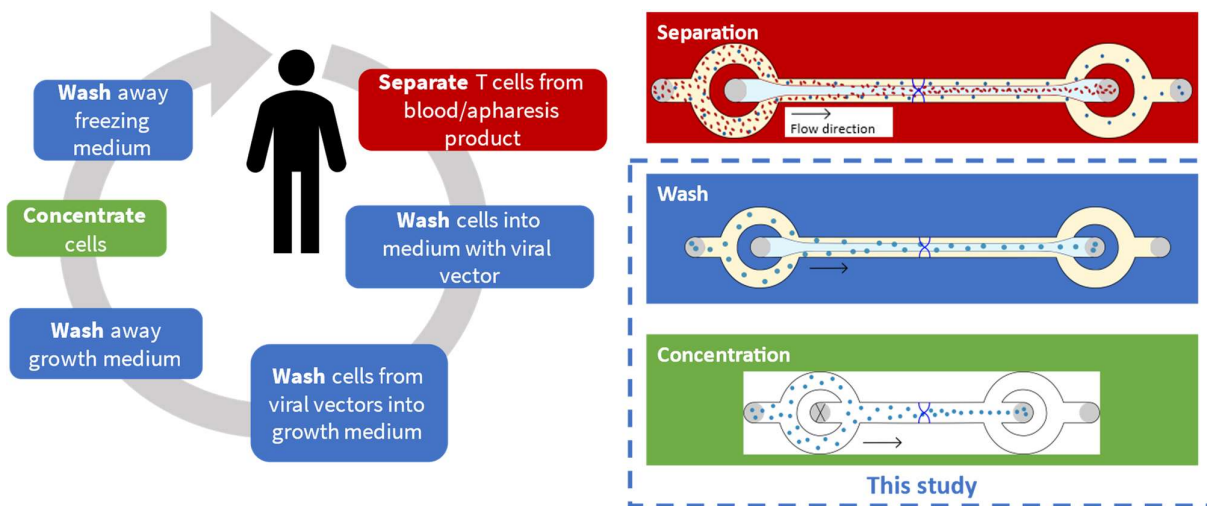 Separate T cells from
blood/apharesis
product
Wash cells into
medium with viral
vector
Wash cells from
viral vectors into
growth medium
Wash away
growth medium
Concentrate
cells
Wash away
freezing
medium
Separation
Flow direction
Wash
Concentration
This study